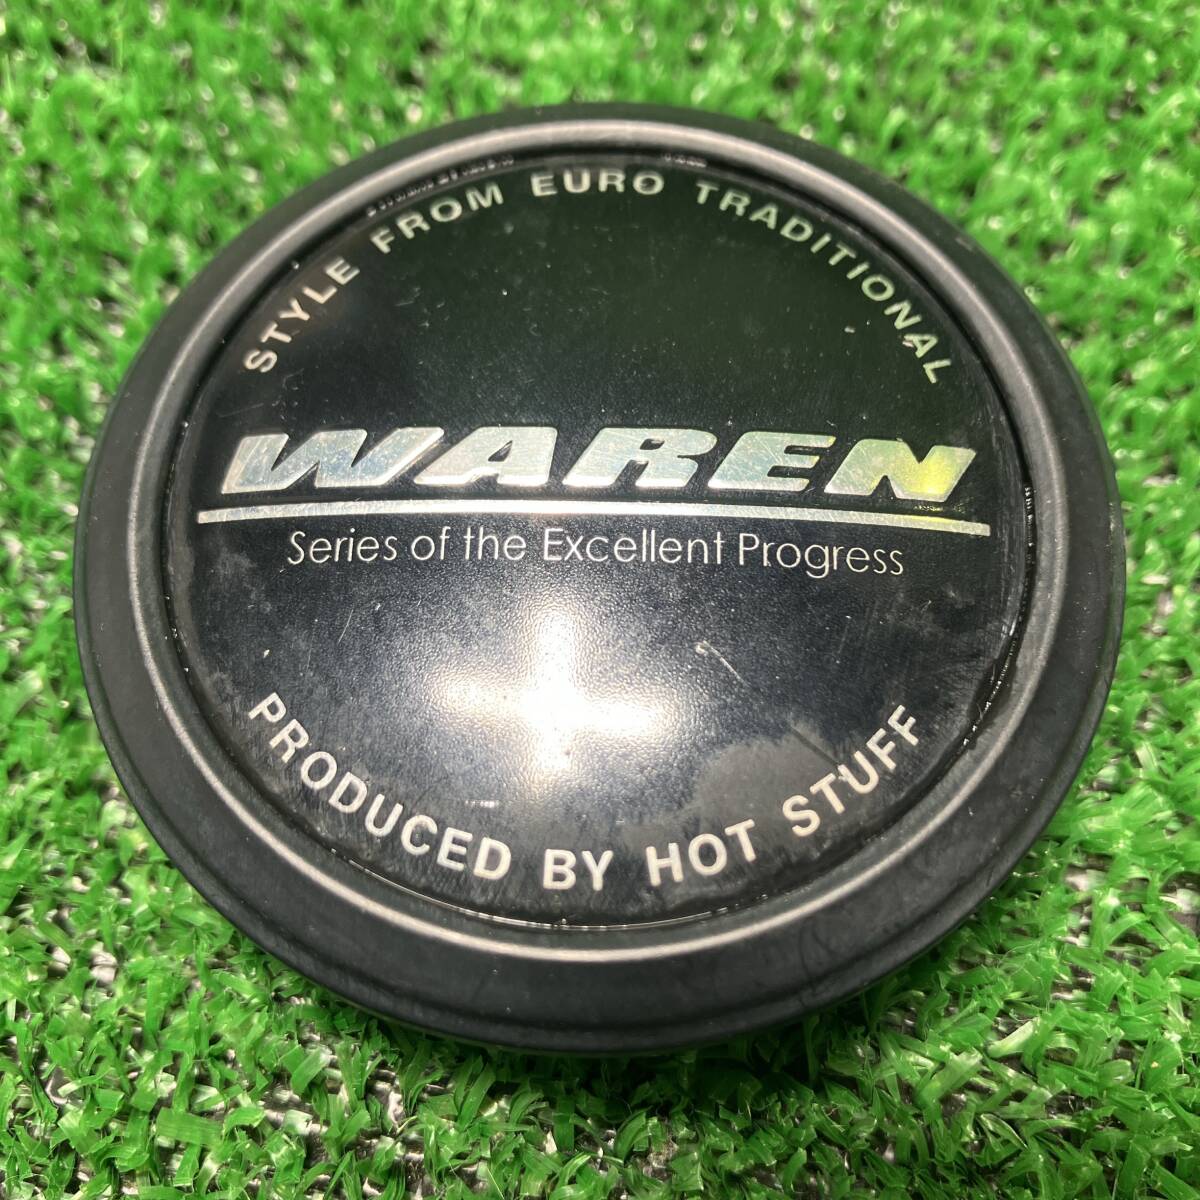 STYLE FROM EURO TRADITIONAL
WAREN
Series of the Excellent Progress
PRODUCED BY HOT STUFF